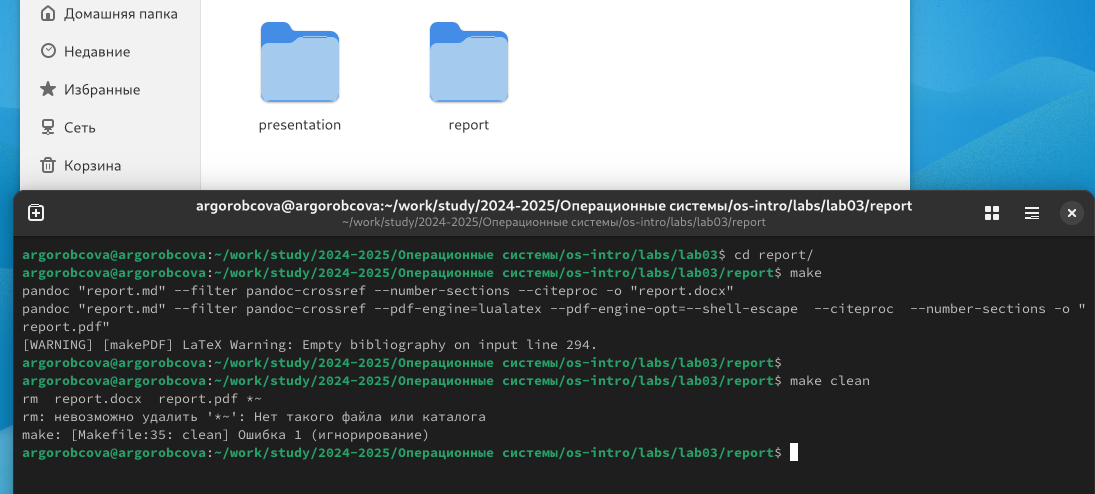 Домашняя папка
Недавние
Избранные
Сеть
Корзина
presentation
report
argorobcova@argorobcova:~/work/study/2024-2025/Операционные системы/os-intro/labs/lab03/report
~/work/study/2024-2025/Операционные системы/os-intro/labs/lab03/report
argorobcova@argorobcova:~/work/study/2024-2025/Операционные системы/os-intro/labs/lab03$ cd report/
argorobcova@argorobcova:~/work/study/2024-2025/Операционные системы/os-intro/labs/lab03/report$ make
pandoc "report.md" --filter pandoc-crossref --number-sections --citeproc -o "report.docx"
pandoc "report.md" --filter pandoc-crossref --pdf-engine=lualatex --pdf-engine-opt=--shell-escape  --citeproc  --number-sections -o "
report.pdf"
[WARNING] [makePDF] LaTeX Warning: Empty bibliography on input line 294.
argorobcova@argorobcova:~/work/study/2024-2025/Операционные системы/os-intro/labs/lab03/report$
argorobcova@argorobcova:~/work/study/2024-2025/Операционные системы/os-intro/labs/lab03/report$ make clean
rm  report.docx  report.pdf *~
rm: невозможно удалить '*~': Нет такого файла или каталога
make: [Makefile:35: clean] Ошибка 1 (игнорирование)
argorobcova@argorobcova:~/work/study/2024-2025/Операционные системы/os-intro/labs/lab03/report$